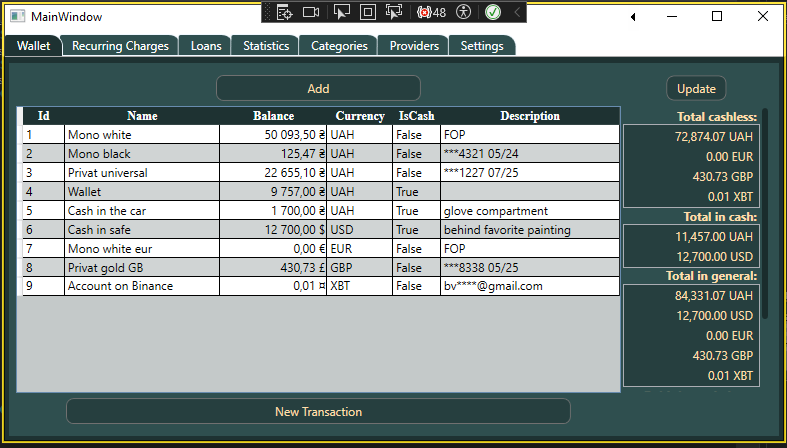 MainWindow
48
Wallet Recurring Charges Loans Statistics Categories Providers Settings
Add Update
Id Name Balance Currency IsCash Description
1 Mono white 50 093,50 ₴ UAH False FOP
2 Mono black 125,47 ₴ UAH False ***4321 05/24
3 Privat universal 22 655,10 ₴ UAH False ***1227 07/25
4 Wallet 9 757,00 ₴ UAH True
5 Cash in the car 1 700,00 ₴ UAH True glove compartment
6 Cash in safe 12 700,00 $ USD True behind favorite painting
7 Mono white eur 0,00 € EUR False FOP
8 Privat gold GB 430,73 £ GBP False ***8338 05/25
9 Account on Binance 0,01 ¤ XBT False bv****@gmail.com
Total cashless:
72,874.07 UAH
0.00 EUR
430.73 GBP
0.01 XBT
Total in cash:
11,457.00 UAH
12,700.00 USD
Total in general:
84,331.07 UAH
12,700.00 USD
0.00 EUR
430.73 GBP
0.01 XBT
New Transaction